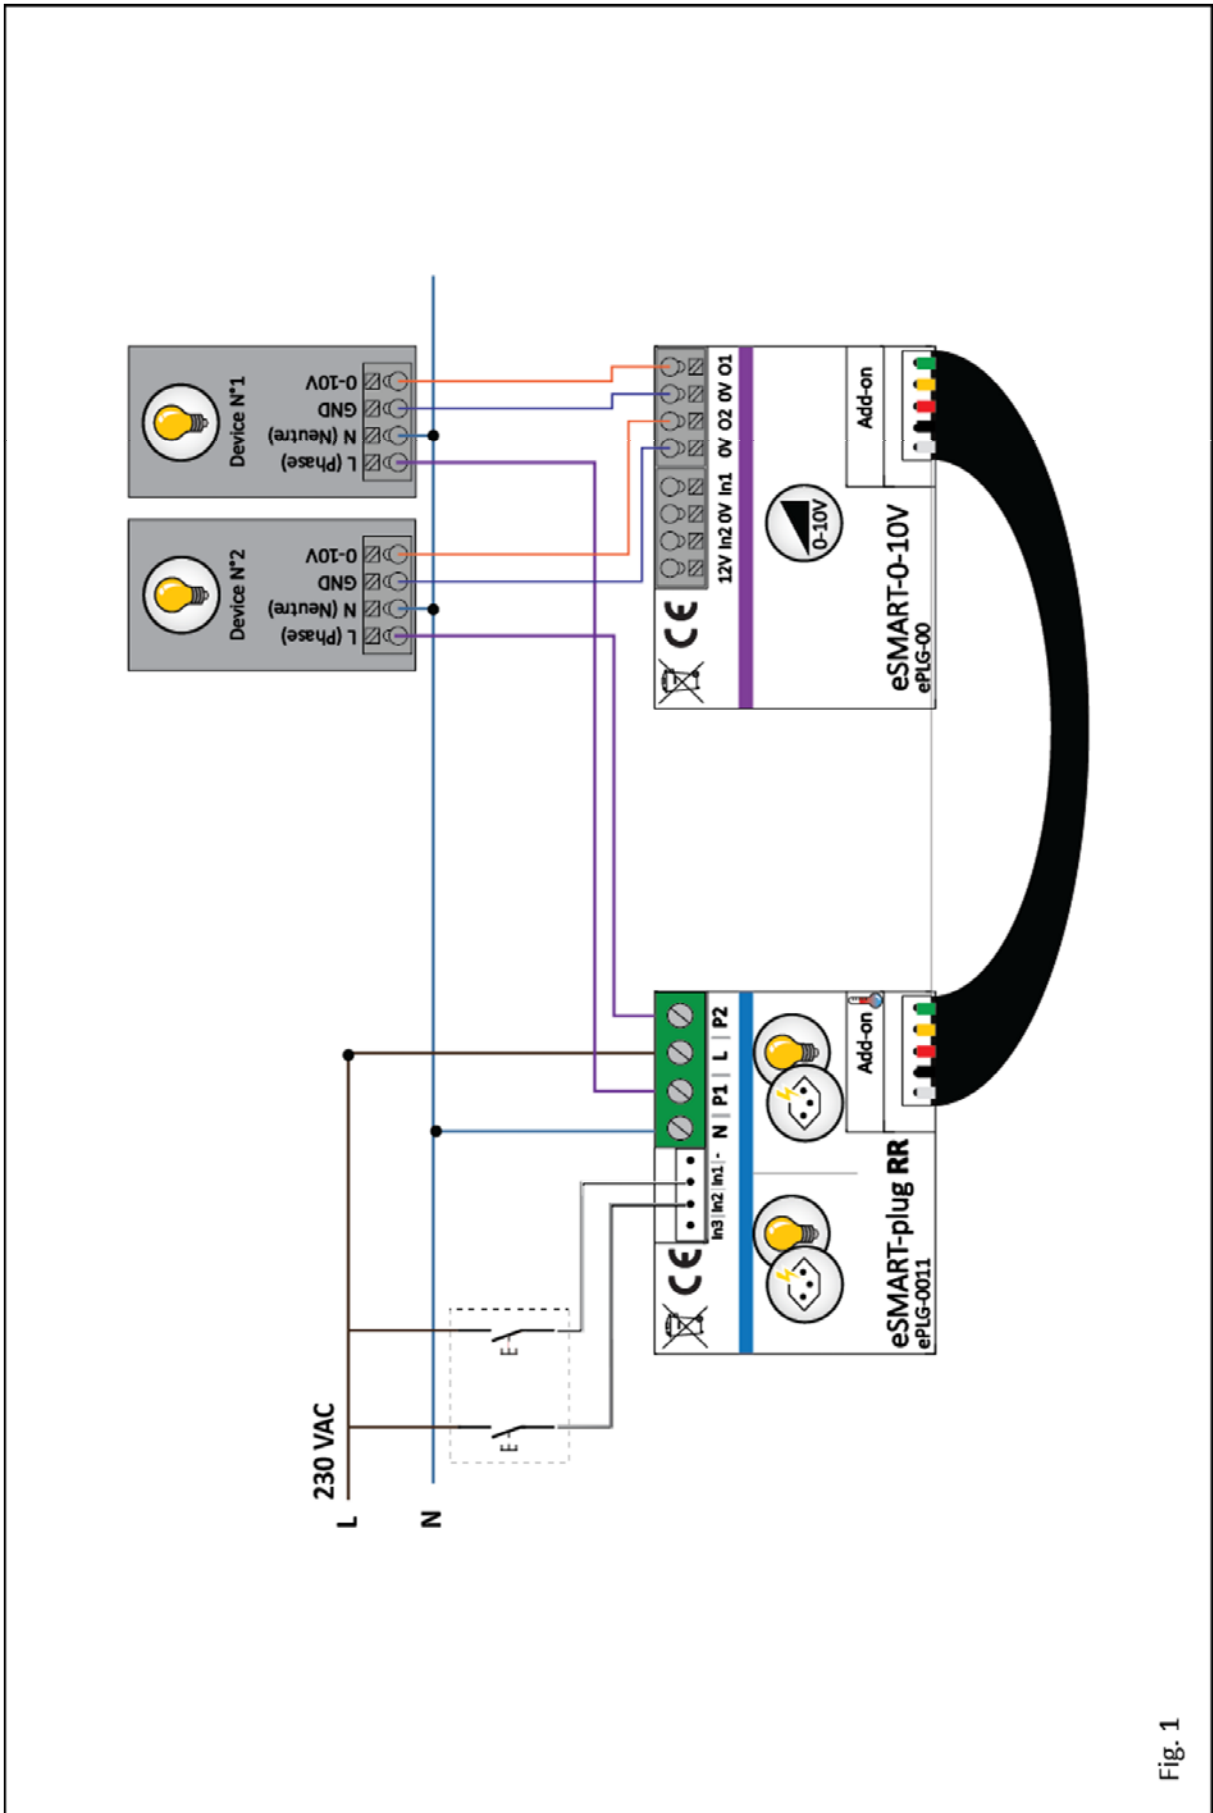 230 VAC
L
N
Device N°2
L (Phase)
N (Neutre)
GND
0-10V
Device N°1
L (Phase)
N (Neutre)
GND
0-10V
In3 | In2 | In1 | -
N | P1 | L | P2
CE
Add-on
eSMART-plug RR
ePLG-0011
12V In2 0V In1
0V O2 0V O1
CE
0-10V
Add-on
eSMART-0-10V
ePLG-00
Fig. 1